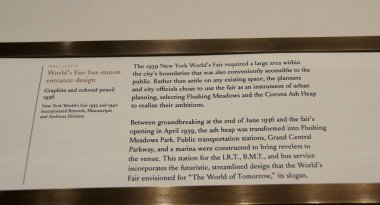 WALL (LEFT):
World's Fair bus station
entrance design
Graphite and colored pencil
1936
New York World's Fair 1939 and 1940
Incorporated Records, Manuscripts
and Archives Division
The 1939 New York World's Fair required a large area within
the city's boundaries that was also conveniently accessible to the
public. Rather than settle on any existing space, the planners
and city officials chose to use the fair as an instrument of urban
planning, selecting Flushing Meadows and the Corona Ash Heap
to realize their ambitions.
Between groundbreaking at the end of June 1936 and the fair's
opening in April 1939, the ash heap was transformed into Flushing
Meadows Park. Public transportation stations, Grand Central
Parkway, and a marina were constructed to bring revelers to
the venue. This station for the I.R.T., B.M.T., and bus service
incorporates the futuristic, streamlined design that the World's
Fair envisioned for "The World of Tomorrow," its slogan.